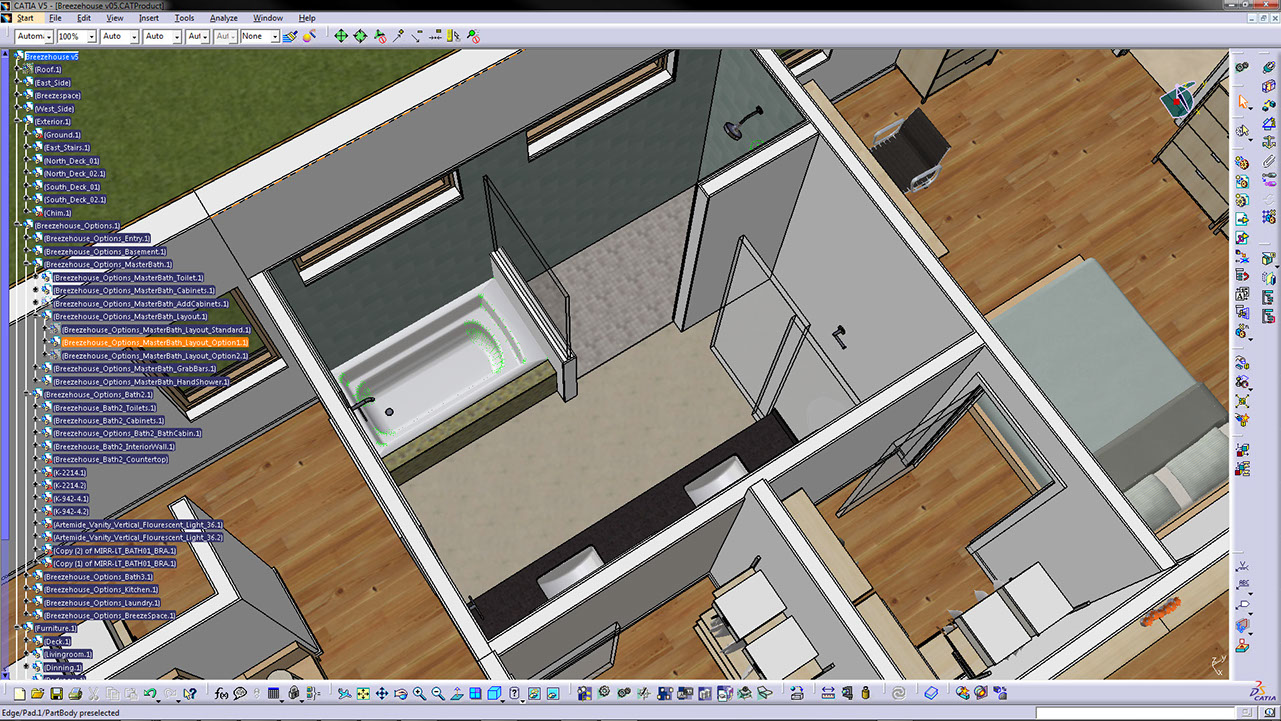 CATIA V5 - [Breezehouse v05.CATProduct]
Start File Edit View Insert Tools Analyze Window Help
Autom 100% Auto Auto Aut Aut None
Breezehouse v5
(Roof.1)
(East_Side)
(Breezespace)
(West_Side)
(Exterior.1)
(Ground.1)
(East_Stairs.1)
(North_Deck_01)
(North_Deck_02.1)
(South_Deck_01)
(South_Deck_02.1)
(Chim.1)
(Breezehouse_Options.1)
(Breezehouse_Options_Entry.1)
(Breezehouse_Options_Basement.1)
(Breezehouse_Options_MasterBath.1)
(Breezehouse_Options_MasterBath_Toilet.1)
(Breezehouse_Options_MasterBath_Cabinets.1)
(Breezehouse_Options_MasterBath_AddCabinets.1)
(Breezehouse_Options_MasterBath_Layout.1)
(Breezehouse_Options_MasterBath_Layout_Standard.1)
(Breezehouse_Options_MasterBath_Layout_Option1.1)
(Breezehouse_Options_MasterBath_Layout_Option2.1)
(Breezehouse_Options_MasterBath_GrabBars.1)
(Breezehouse_Options_MasterBath_HandShower.1)
(Breezehouse_Options_Bath2.1)
(Breezehouse_Bath2_Toilets.1)
(Breezehouse_Bath2_Cabinets.1)
(Breezehouse_Options_Bath2_BathCabin.1)
(Breezehouse_Bath2_InteriorWall.1)
(Breezehouse_Bath2_Countertop)
(K-2214.1)
(K-2214.2)
(K-942-4.1)
(K-942-4.2)
(Artemide_Vanity_Vertical_Flourescent_Light_36.1)
(Artemide_Vanity_Vertical_Flourescent_Light_36.2)
(Copy (2) of MIRR-LT_BATH01_BRA.1)
(Copy (1) of MIRR-LT_BATH01_BRA.1)
(Breezehouse_Options_Bath3.1)
(Breezehouse_Options_Kitchen.1)
(Breezehouse_Options_Laundry.1)
(Breezehouse_Options_BreezeSpace.1)
(Furniture.1)
(Deck.1)
(Livingroom.1)
(Dinning.1)
f(x)
CATIA
Edge/Pad.1/PartBody preselected